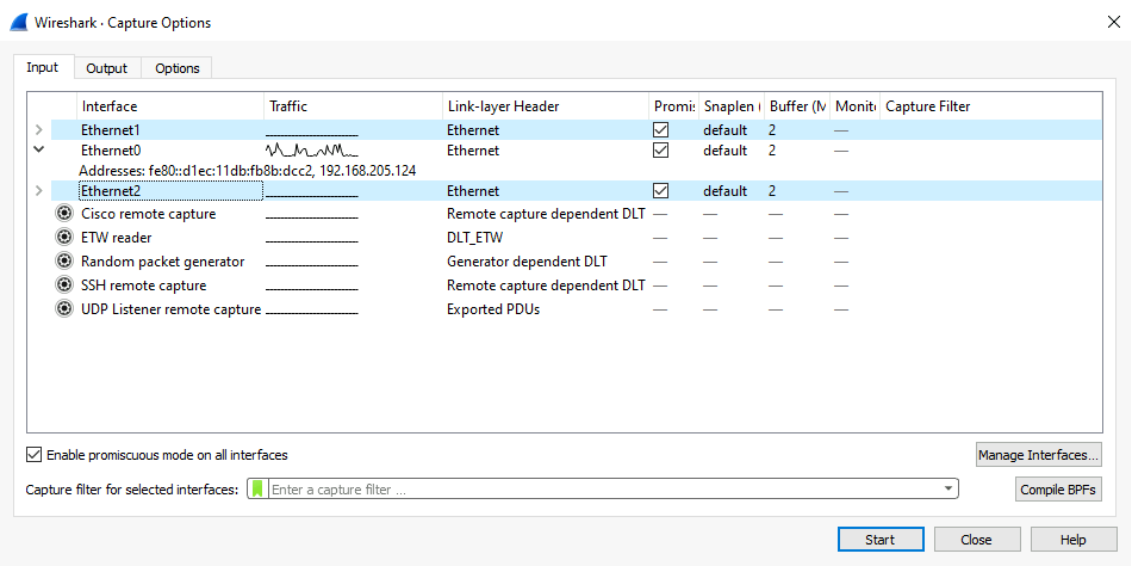 Wireshark · Capture Options
Input Output Options
Interface Traffic Link-layer Header Promis Snaplen ( Buffer (M Monito Capture Filter
Ethernet1 Ethernet default 2 —
Ethernet0 Ethernet default 2 —
Addresses: fe80::d1ec:11db:fb8b:dcc2, 192.168.205.124
Ethernet2 Ethernet default 2 —
Cisco remote capture Remote capture dependent DLT — — — —
ETW reader DLT_ETW — — — —
Random packet generator Generator dependent DLT — — — —
SSH remote capture Remote capture dependent DLT — — — —
UDP Listener remote capture Exported PDUs — — — —
Enable promiscuous mode on all interfaces Manage Interfaces...
Capture filter for selected interfaces: Enter a capture filter ... Compile BPFs
Start Close Help